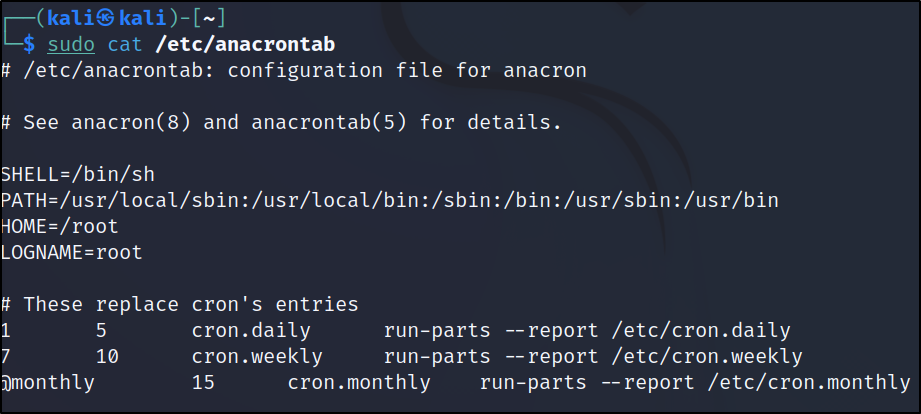 ┌──(kali㉿kali)-[~]
└─$ sudo cat /etc/anacrontab
# /etc/anacrontab: configuration file for anacron
# See anacron(8) and anacrontab(5) for details.
SHELL=/bin/sh
PATH=/usr/local/sbin:/usr/local/bin:/sbin:/bin:/usr/sbin:/usr/bin
HOME=/root
LOGNAME=root
# These replace cron's entries
1 5 cron.daily run-parts --report /etc/cron.daily
7 10 cron.weekly run-parts --report /etc/cron.weekly
@monthly 15 cron.monthly run-parts --report /etc/cron.monthly